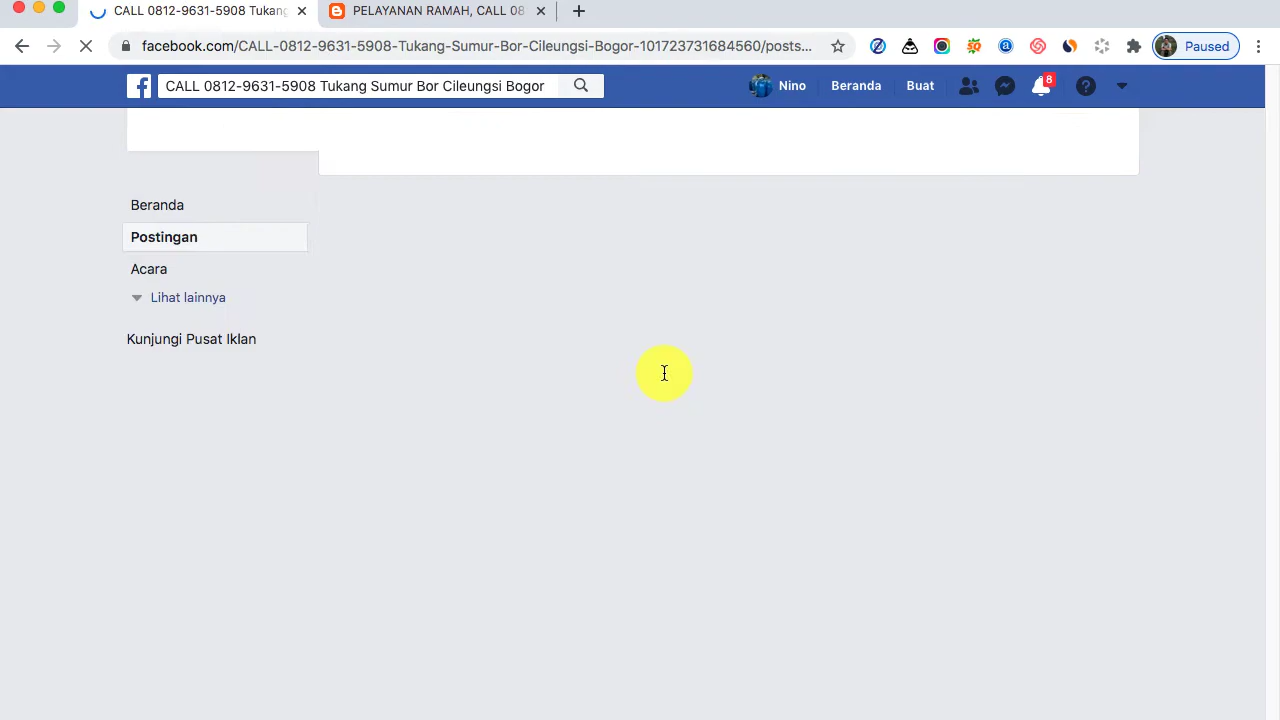 CALL 0812-9631-5908 Tukang
PELAYANAN RAMAH, CALL 08
facebook.com/CALL-0812-9631-5908-Tukang-Sumur-Bor-Cileungsi-Bogor-101723731684560/posts...
Paused
CALL 0812-9631-5908 Tukang Sumur Bor Cileungsi Bogor
Nino
Beranda
Buat
8
Beranda
Postingan
Acara
Lihat lainnya
Kunjungi Pusat Iklan